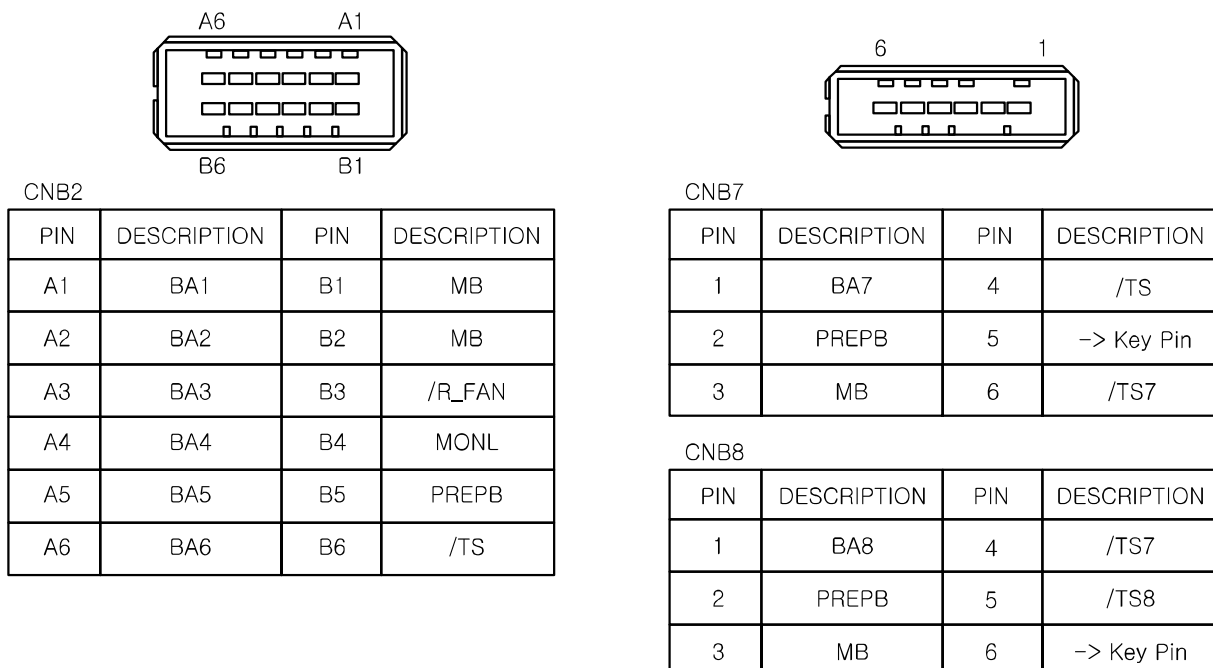 A6 A1
B6 B1
CNB2
PIN DESCRIPTION PIN DESCRIPTION
A1 BA1 B1 MB
A2 BA2 B2 MB
A3 BA3 B3 /R_FAN
A4 BA4 B4 MONL
A5 BA5 B5 PREPB
A6 BA6 B6 /TS
6 1
CNB7
PIN DESCRIPTION PIN DESCRIPTION
1 BA7 4 /TS
2 PREPB 5 -> Key Pin
3 MB 6 /TS7
CNB8
PIN DESCRIPTION PIN DESCRIPTION
1 BA8 4 /TS7
2 PREPB 5 /TS8
3 MB 6 -> Key Pin